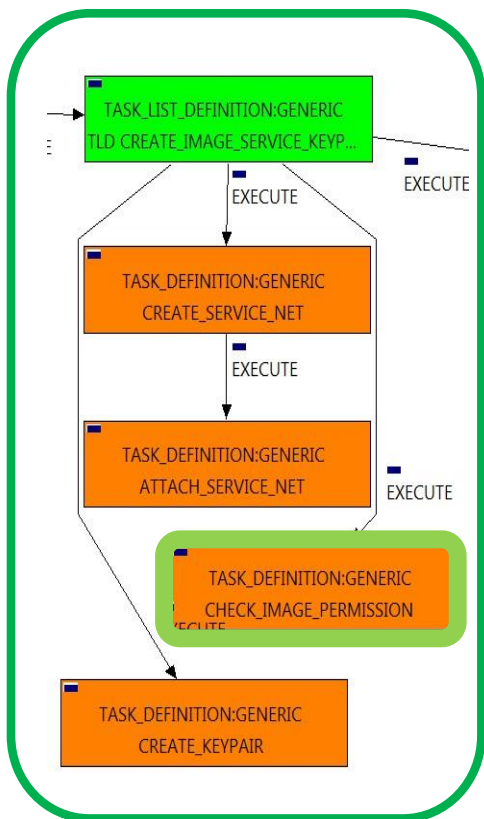 TASK_LIST_DEFINITION:GENERIC
TLD CREATE_IMAGE_SERVICE_KEYP...
E
EXECUTE
EXECUTE
TASK_DEFINITION:GENERIC
CREATE_SERVICE_NET
EXECUTE
TASK_DEFINITION:GENERIC
ATTACH_SERVICE_NET
EXECUTE
TASK_DEFINITION:GENERIC
CHECK_IMAGE_PERMISSION
TASK_DEFINITION:GENERIC
CREATE_KEYPAIR